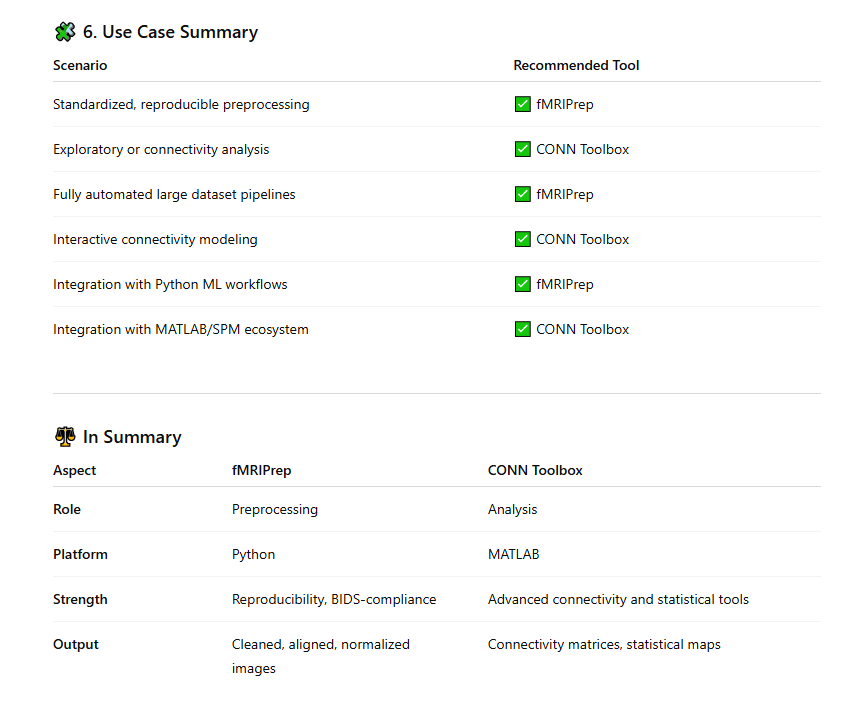 6. Use Case Summary
Scenario Recommended Tool
Standardized, reproducible preprocessing ✅ fMRIPrep
Exploratory or connectivity analysis ✅ CONN Toolbox
Fully automated large dataset pipelines ✅ fMRIPrep
Interactive connectivity modeling ✅ CONN Toolbox
Integration with Python ML workflows ✅ fMRIPrep
Integration with MATLAB/SPM ecosystem ✅ CONN Toolbox
In Summary
Aspect fMRIPrep CONN Toolbox
Role Preprocessing Analysis
Platform Python MATLAB
Strength Reproducibility, BIDS-compliance Advanced connectivity and statistical tools
Output Cleaned, aligned, normalized Connectivity matrices, statistical maps
images